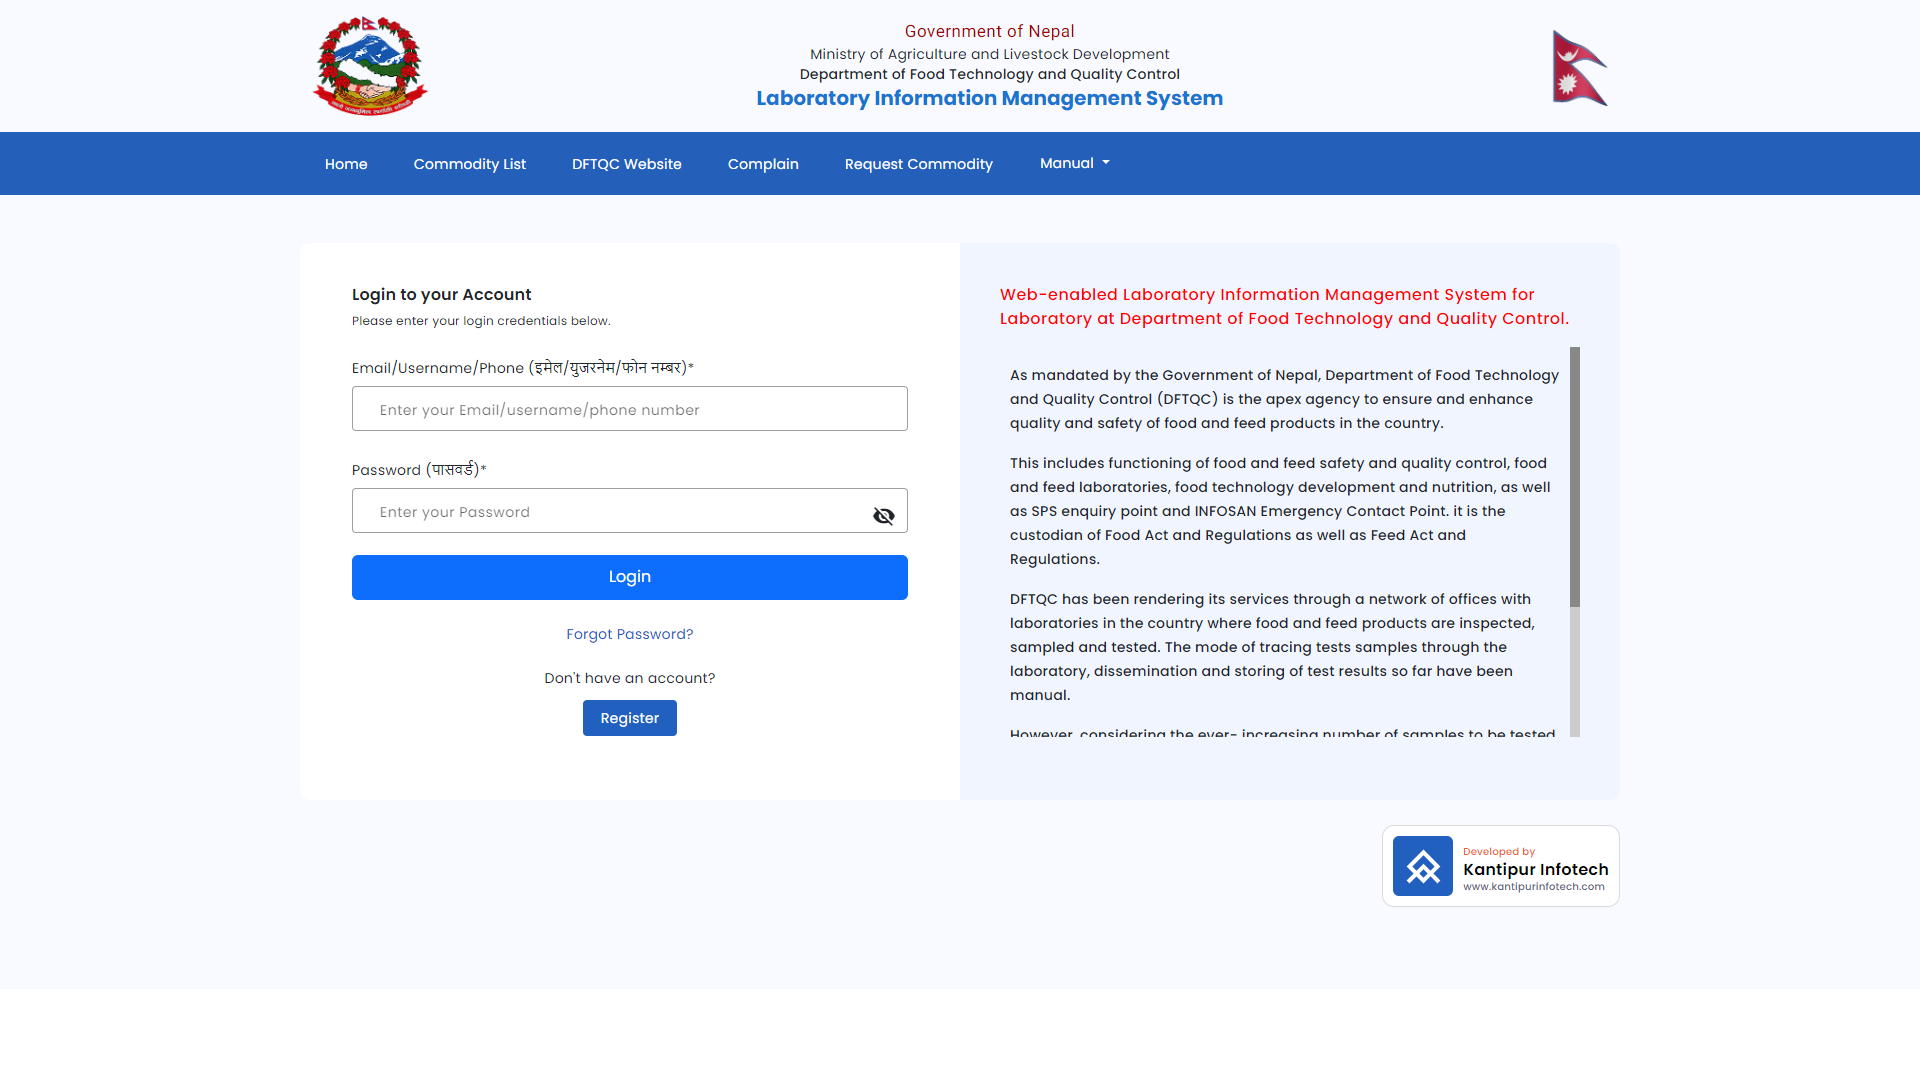 Government of Nepal
Ministry of Agriculture and Livestock Development
Department of Food Technology and Quality Control
Laboratory Information Management System
Home
Commodity List
DFTQC Website
Complain
Request Commodity
Manual
Login to your Account
Please enter your login credentials below.
Email/Username/Phone (इमेल/युजरनेम/फोन नम्बर)*
Enter your Email/username/phone number
Password (पासवर्ड)*
Enter your Password
Login
Forgot Password?
Don't have an account?
Register
Web-enabled Laboratory Information Management System for
Laboratory at Department of Food Technology and Quality Control.
As mandated by the Government of Nepal, Department of Food Technology
and Quality Control (DFTQC) is the apex agency to ensure and enhance
quality and safety of food and feed products in the country.
This includes functioning of food and feed safety and quality control, food
and feed laboratories, food technology development and nutrition, as well
as SPS enquiry point and INFOSAN Emergency Contact Point. it is the
custodian of Food Act and Regulations as well as Feed Act and
Regulations.
DFTQC has been rendering its services through a network of offices with
laboratories in the country where food and feed products are inspected,
sampled and tested. The mode of tracing tests samples through the
laboratory, dissemination and storing of test results so far have been
manual.
However, considering the ever- increasing number of samples to be tested
Developed by
Kantipur Infotech
www.kantipurinfotech.com